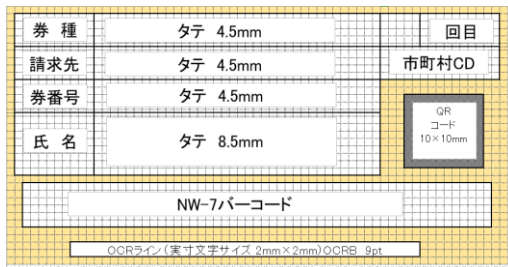 券 種 タテ 4.5mm 回目
請求先 タテ 4.5mm 市町村CD
券番号 タテ 4.5mm
氏 名 タテ 8.5mm
QR
コード
10×10mm
NW-7バーコード
OCRライン(実寸文字サイズ 2mm×2mm)OCRB 9pt